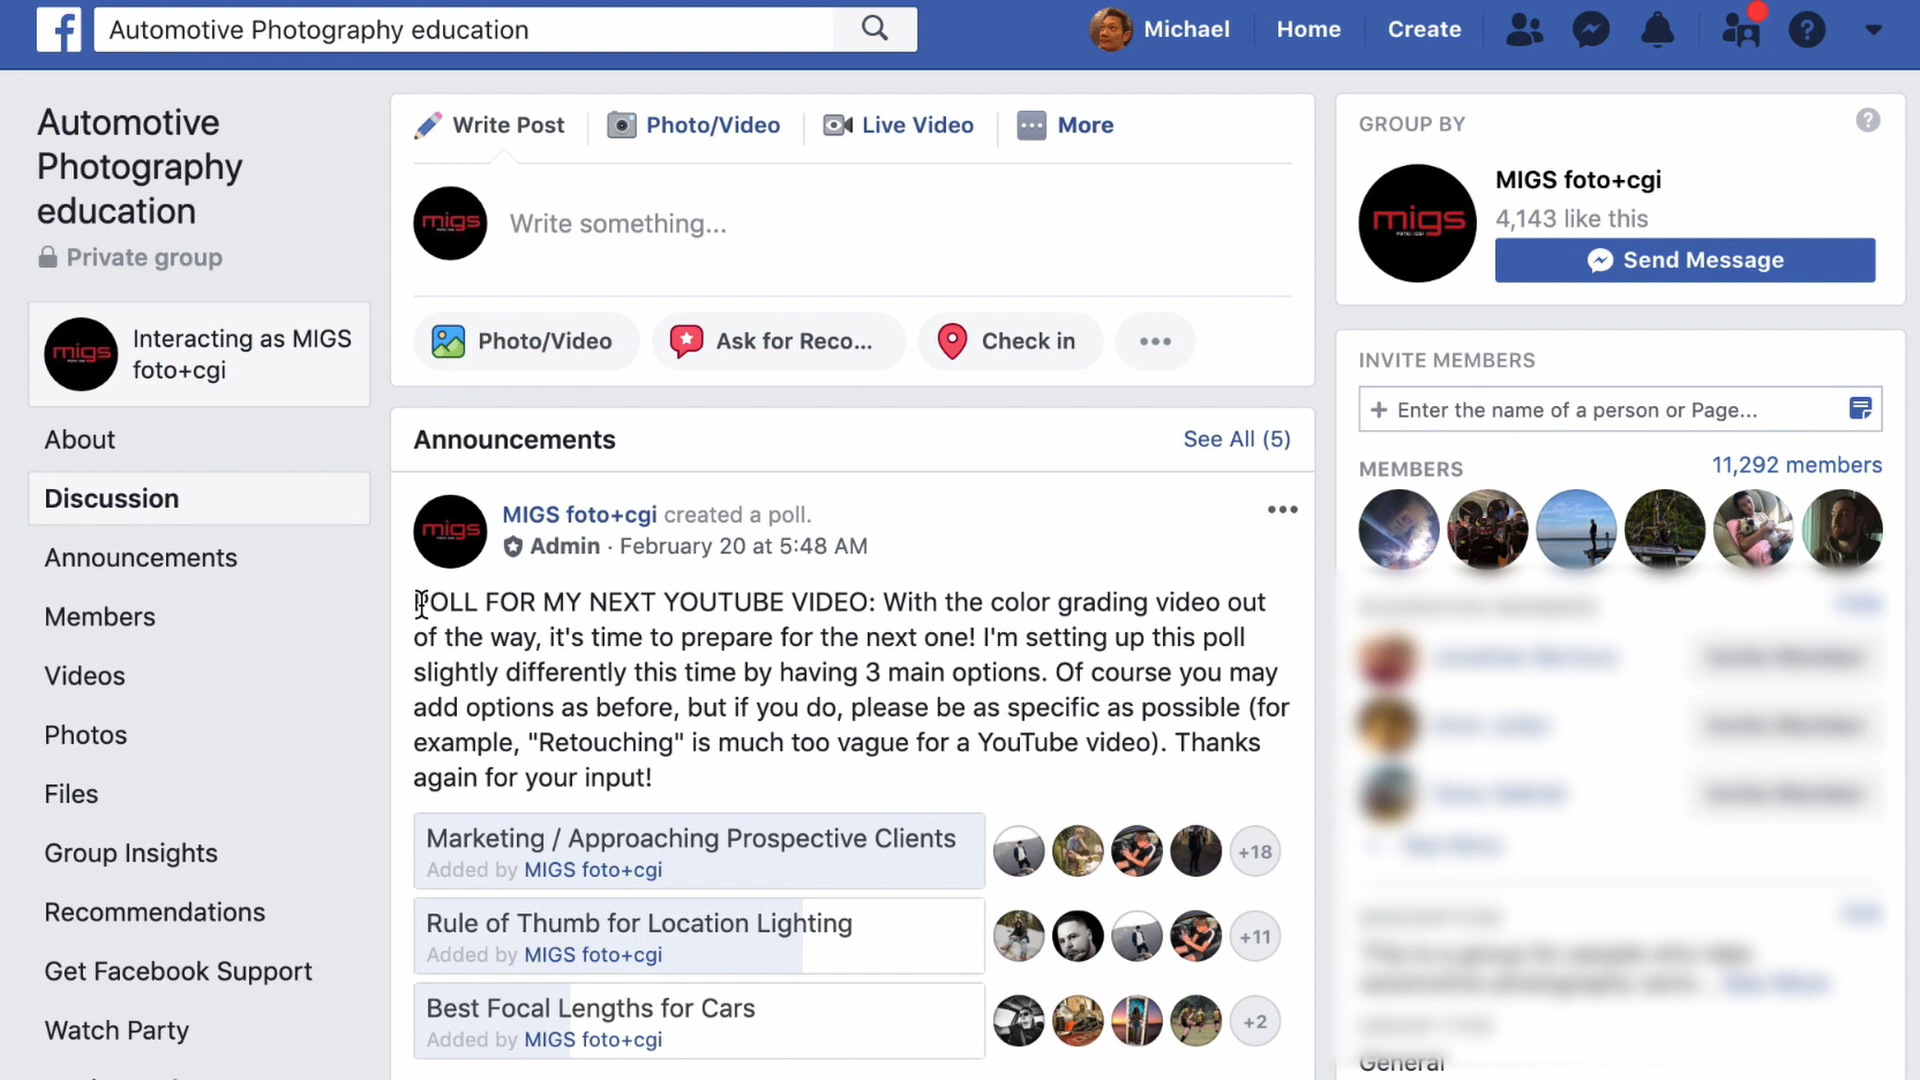 Automotive Photography education
Michael
Home
Create
Automotive
Photography
education
Private group
migs
Interacting as MIGS
foto+cgi
About
Discussion
Announcements
Members
Videos
Photos
Files
Group Insights
Recommendations
Get Facebook Support
Watch Party
Write Post
Photo/Video
Live Video
More
migs
Write something...
Photo/Video
Ask for Reco...
Check in
Announcements
See All (5)
migs
MIGS foto+cgi created a poll.
Admin · February 20 at 5:48 AM
POLL FOR MY NEXT YOUTUBE VIDEO: With the color grading video out
of the way, it's time to prepare for the next one! I'm setting up this poll
slightly differently this time by having 3 main options. Of course you may
add options as before, but if you do, please be as specific as possible (for
example, "Retouching" is much too vague for a YouTube video). Thanks
again for your input!
Marketing / Approaching Prospective Clients
Added by MIGS foto+cgi
+18
Rule of Thumb for Location Lighting
Added by MIGS foto+cgi
+11
Best Focal Lengths for Cars
Added by MIGS foto+cgi
+2
GROUP BY
migs
MIGS foto+cgi
4,143 like this
Send Message
INVITE MEMBERS
+ Enter the name of a person or Page...
MEMBERS
11,292 members
General